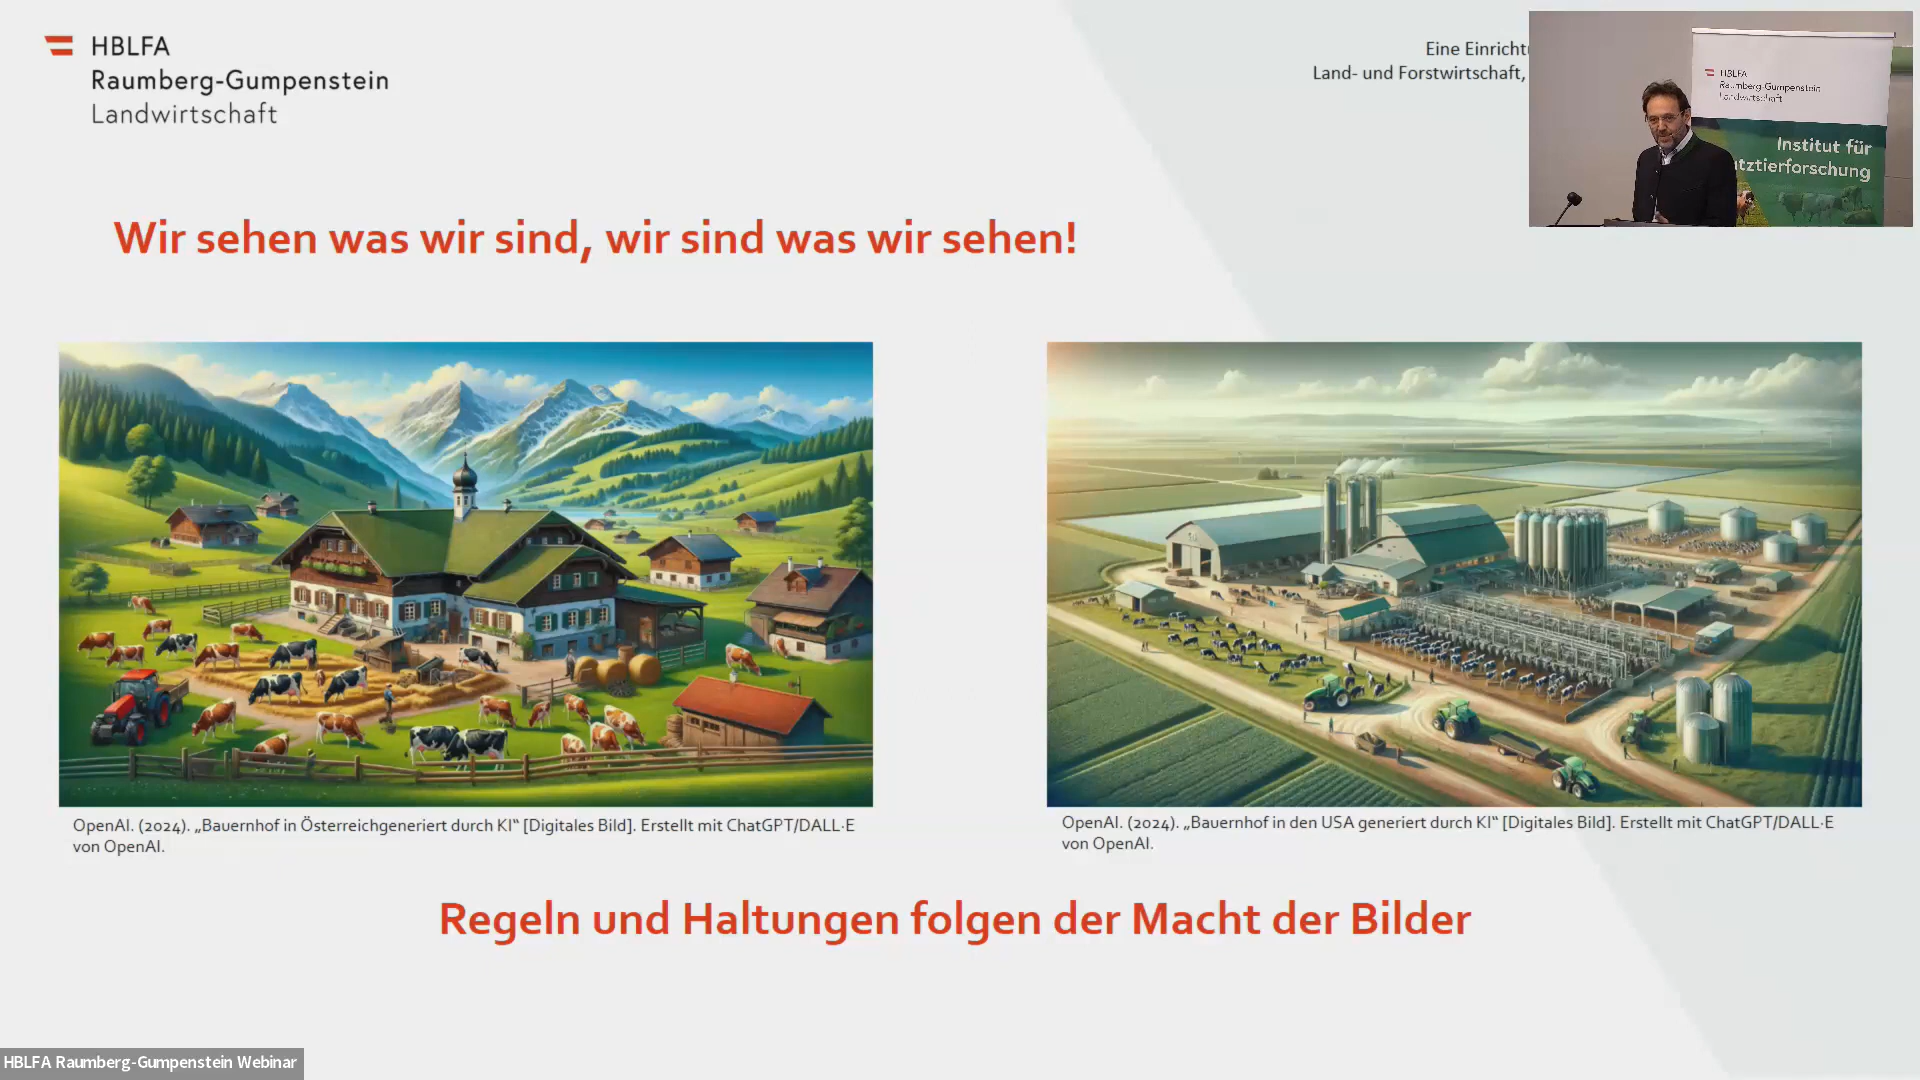 HBLFA
Raumberg-Gumpenstein
Landwirtschaft
Eine Einricht
Land- und Forstwirtschaft,
HBLFA
Raumberg-Gumpenstein
Landwirtschaft
Institut für
tztierforschung
Wir sehen was wir sind, wir sind was wir sehen!
OpenAI. (2024). „Bauernhof in Österreichgeneriert durch KI“ [Digitales Bild]. Erstellt mit ChatGPT/DALL·E
von OpenAI.
OpenAI. (2024). „Bauernhof in den USA generiert durch KI“ [Digitales Bild]. Erstellt mit ChatGPT/DALL·E
von OpenAI.
Regeln und Haltungen folgen der Macht der Bilder
HBLFA Raumberg-Gumpenstein Webinar